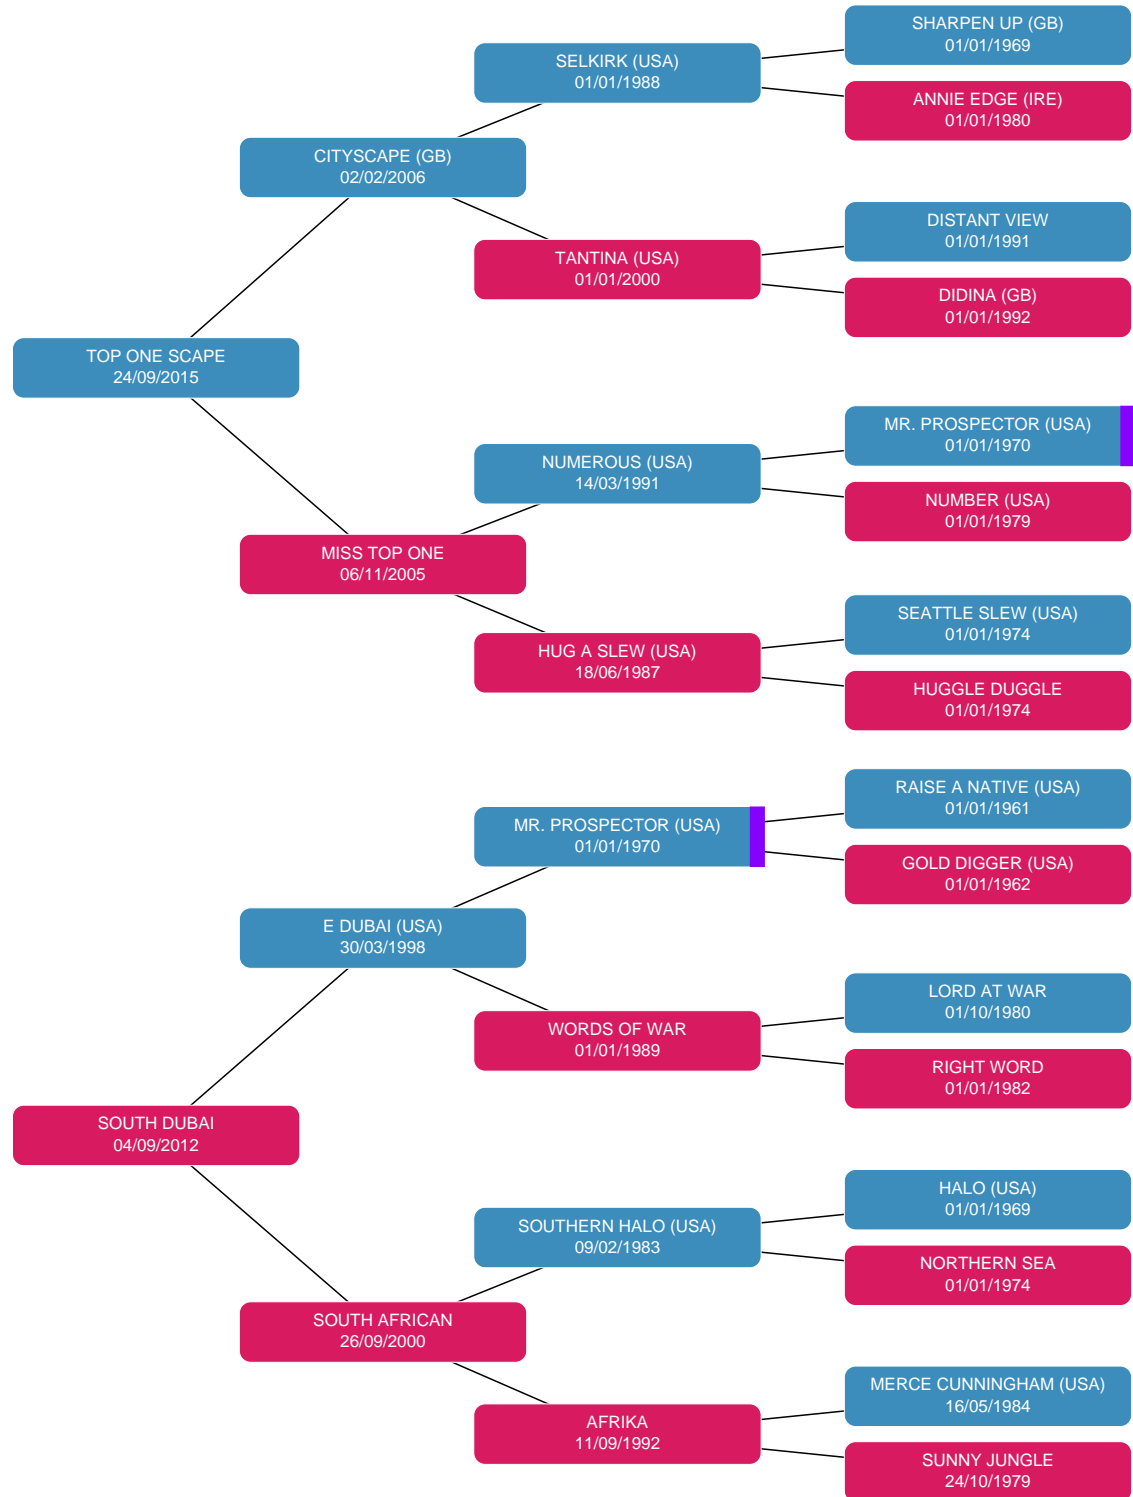 SHARPEN UP (GB)
01/01/1969
SELKIRK (USA)
01/01/1988
ANNIE EDGE (IRE)
01/01/1980
CITYSCAPE (GB)
02/02/2006
DISTANT VIEW
01/01/1991
TANTINA (USA)
01/01/2000
DIDINA (GB)
01/01/1992
TOP ONE SCAPE
24/09/2015
MR. PROSPECTOR (USA)
01/01/1970
NUMEROUS (USA)
14/03/1991
NUMBER (USA)
01/01/1979
MISS TOP ONE
06/11/2005
SEATTLE SLEW (USA)
01/01/1974
HUG A SLEW (USA)
18/06/1987
HUGGLE DUGGLE
01/01/1974
RAISE A NATIVE (USA)
01/01/1961
MR. PROSPECTOR (USA)
01/01/1970
GOLD DIGGER (USA)
01/01/1962
E DUBAI (USA)
30/03/1998
LORD AT WAR
01/10/1980
WORDS OF WAR
01/01/1989
RIGHT WORD
01/01/1982
SOUTH DUBAI
04/09/2012
HALO (USA)
01/01/1969
SOUTHERN HALO (USA)
09/02/1983
NORTHERN SEA
01/01/1974
SOUTH AFRICAN
26/09/2000
MERCE CUNNINGHAM (USA)
16/05/1984
AFRIKA
11/09/1992
SUNNY JUNGLE
24/10/1979